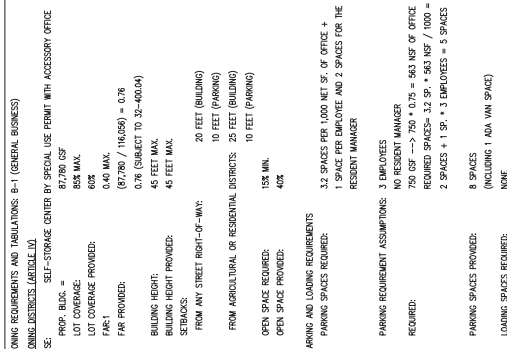 ONING REQUIREMENTS AND TABULATIONS: B-1 (GENERAL BUSINESS)
ONING DISTRICTS (ARTICLE IV)
SE: SELF-STORAGE CENTER BY SPECIAL USE PERMIT WITH ACCESSORY OFFICE
PROP. BLDG. = 87,780 GSF
LOT COVERAGE: 85% MAX.
LOT COVERAGE PROVIDED: 60%
FAR:1 0.40 MAX.
FAR PROVIDED: (87,780 / 116,056) = 0.76
0.76 (SUBJECT TO 32-400.04)
BUILDING HEIGHT: 45 FEET MAX.
BUILDING HEIGHT PROVIDED: 45 FEET MAX.
SETBACKS:
FROM ANY STREET RIGHT-OF-WAY: 20 FEET (BUILDING)
10 FEET (PARKING)
FROM AGRICULTURAL OR RESIDENTIAL DISTRICTS: 25 FEET (BUILDING)
10 FEET (PARKING)
OPEN SPACE REQUIRED: 15% MIN.
OPEN SPACE PROVIDED: 40%
ARKING AND LOADING REQUIREMENTS
PARKING SPACES REQUIRED: 3.2 SPACES PER 1,000 NET SF. OF OFFICE +
1 SPACE PER EMPLOYEE AND 2 SPACES FOR THE
RESIDENT MANAGER
PARKING REQUIREMENT ASSUMPTIONS: 3 EMPLOYEES
NO RESIDENT MANAGER
REQUIRED: 750 GSF --> 750 * 0.75 = 563 NSF OF OFFICE
REQUIRED SPACES= 3.2 SP. * 563 NSF / 1000 =
2 SPACES + 1 SP. * 3 EMPLOYEES = 5 SPACES
PARKING SPACES PROVIDED: 8 SPACES
(INCLUDING 1 ADA VAN SPACE)
LOADING SPACES REQUIRED: NONE